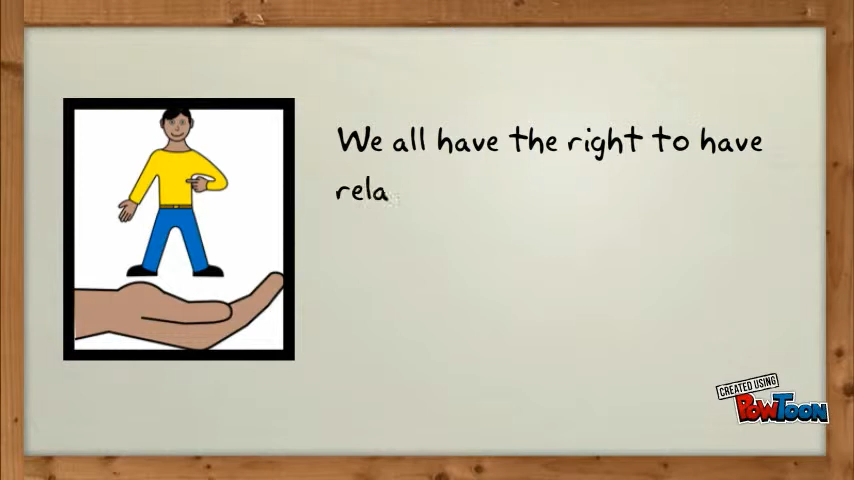 We all have the right to have
rela
CREATED USING
POWTOON